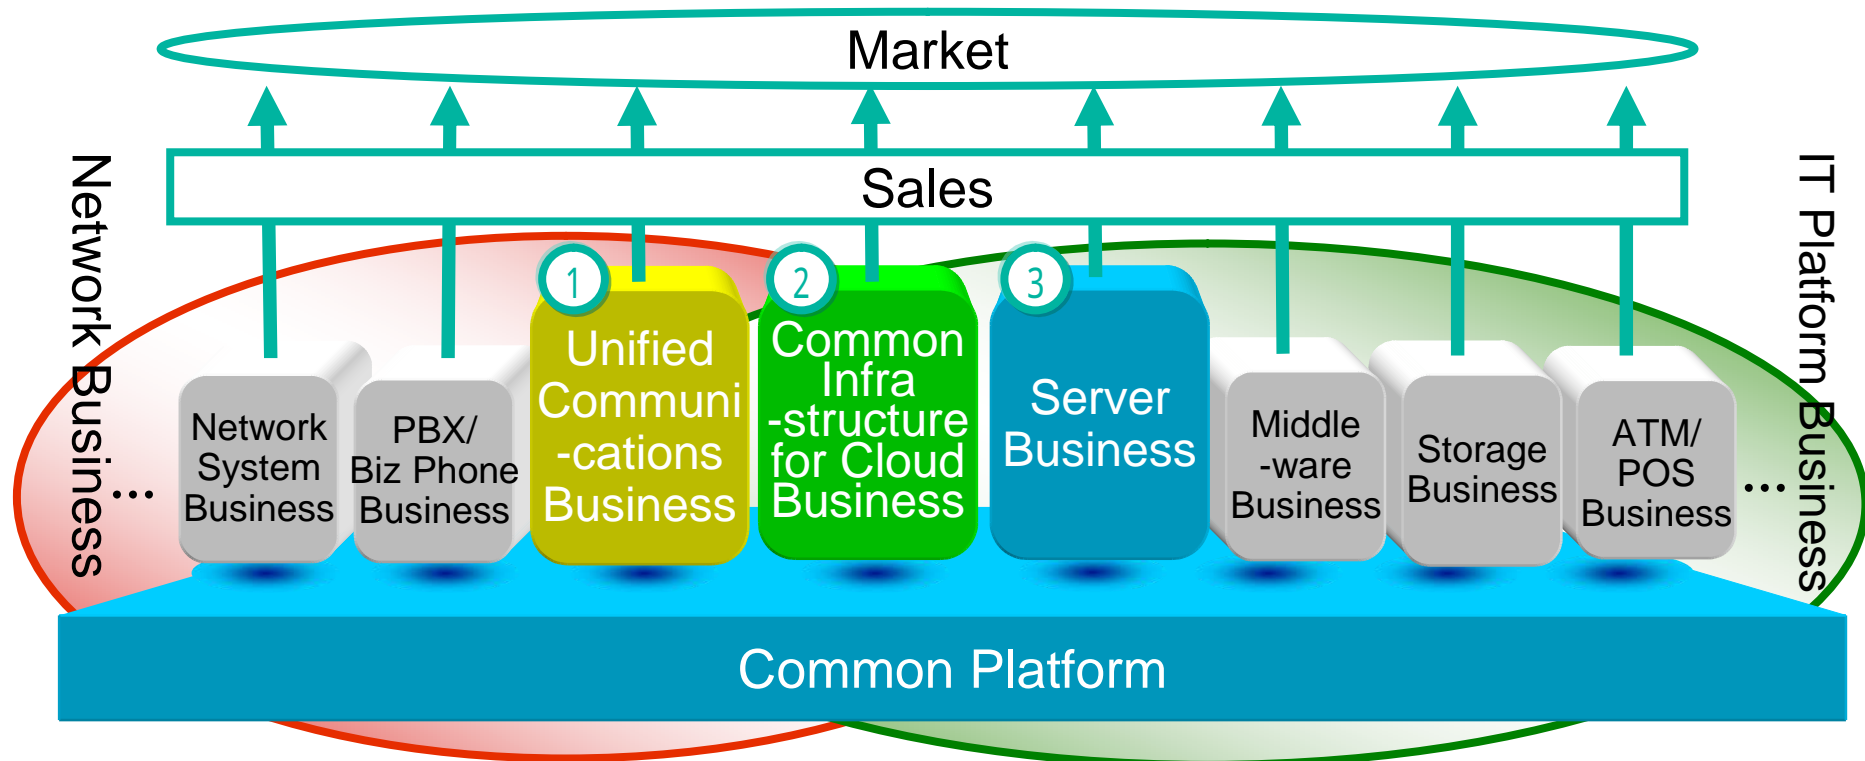 Market
Sales
Network Business
IT Platform Business
1
Unified
Communi
-cations
Business
2
Common
Infra
-structure
for Cloud
Business
3
Server
Business
Network
System
Business
PBX/
Biz Phone
Business
Middle
-ware
Business
Storage
Business
ATM/
POS
Business
...
...
Common Platform